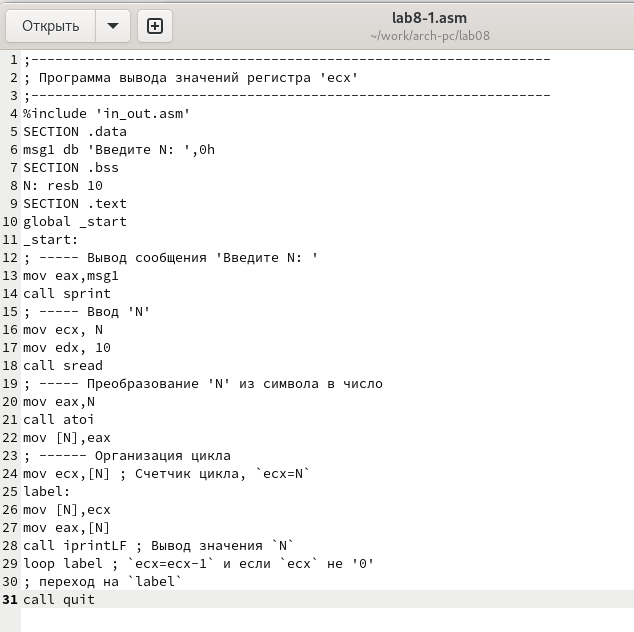 Открыть
lab8-1.asm
~/work/arch-pc/lab08
1 ;-----------------------------------------------------------------
2 ; Программа вывода значений регистра 'ecx'
3 ;-----------------------------------------------------------------
4 %include 'in_out.asm'
5 SECTION .data
6 msg1 db 'Введите N: ',0h
7 SECTION .bss
8 N: resb 10
9 SECTION .text
10 global _start
11 _start:
12 ; ----- Вывод сообщения 'Введите N: '
13 mov eax,msg1
14 call sprint
15 ; ----- Ввод 'N'
16 mov ecx, N
17 mov edx, 10
18 call sread
19 ; ----- Преобразование 'N' из символа в число
20 mov eax,N
21 call atoi
22 mov [N],eax
23 ; ------ Организация цикла
24 mov ecx,[N] ; Счетчик цикла, `ecx=N`
25 label:
26 mov [N],ecx
27 mov eax,[N]
28 call iprintLF ; Вывод значения `N`
29 loop label ; `ecx=ecx-1` и если `ecx` не '0'
30 ; переход на `label`
31 call quit